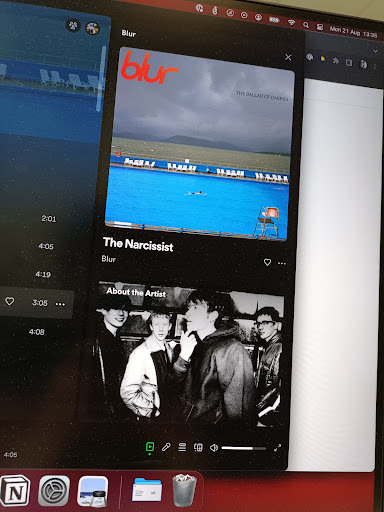 Mon 21 Aug 13:36
Blur
blur
THE BALLAD OF DARREN
The Narcissist
Blur
2:01
4:05
4:19
3:05
4:08
About the Artist
4:05
N